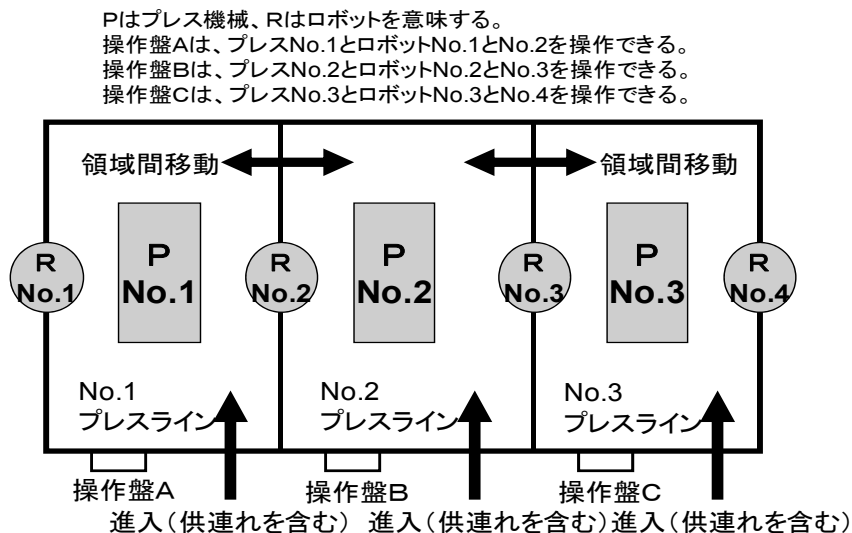 Pはプレス機械、Rはロボットを意味する。
操作盤Aは、プレスNo.1とロボットNo.1とNo.2を操作できる。
操作盤Bは、プレスNo.2とロボットNo.2とNo.3を操作できる。
操作盤Cは、プレスNo.3とロボットNo.3とNo.4を操作できる。
領域間移動
領域間移動
R
No.1
P
No.1
R
No.2
P
No.2
R
No.3
P
No.3
R
No.4
No.1
プレスライン
No.2
プレスライン
No.3
プレスライン
操作盤A
操作盤B
操作盤C
進入(供連れを含む)
進入(供連れを含む)
進入(供連れを含む)